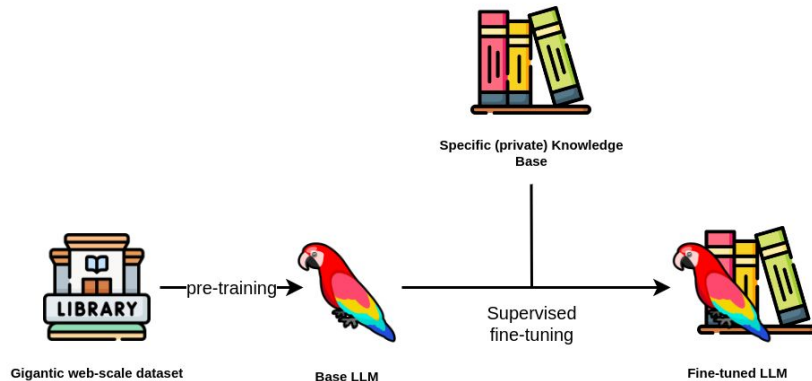 Specific (private) Knowledge
Base
LIBRARY
pre-training
Supervised
fine-tuning
Gigantic web-scale dataset
Base LLM
Fine-tuned LLM